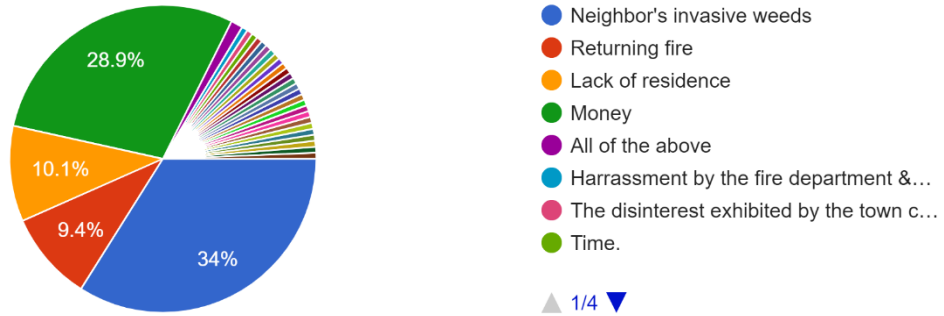 28.9%
10.1%
9.4%
34%
Neighbor's invasive weeds
Returning fire
Lack of residence
Money
All of the above
Harrassment by the fire department &…
The disinterest exhibited by the town c…
Time.
1/4